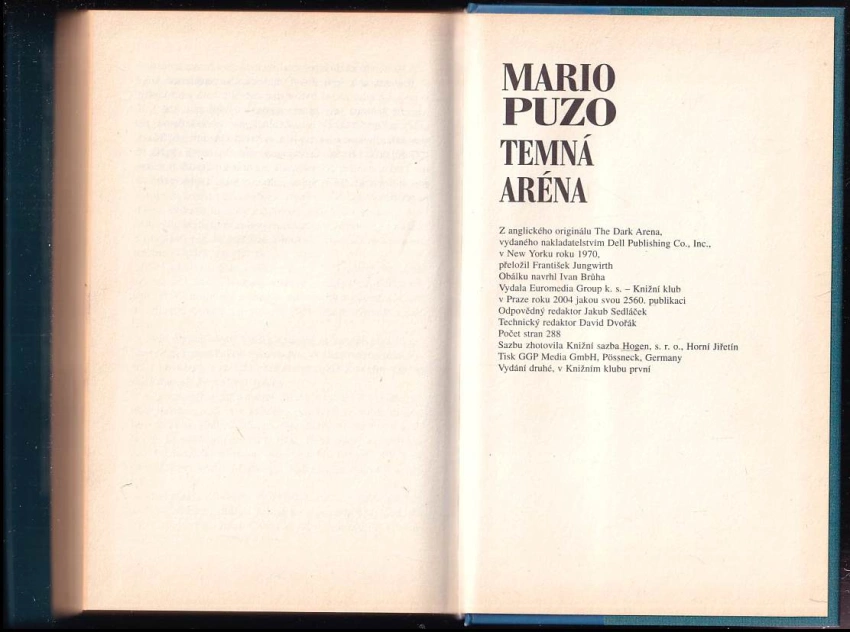 MARIO
PUZO
TEMNÁ
ARÉNA
Z anglického originálu The Dark Arena,
vydaného nakladatelstvím Dell Publishing Co., Inc.,
v New Yorku roku 1970,
přeložil František Jungwirth
Obálku navrhl Ivan Brůha
Vydala Euromedia Group k. s. – Knižní klub
v Praze roku 2004 jakou svou 2560. publikaci
Odpovědný redaktor Jakub Sedláček
Technický redaktor David Dvořák
Počet stran 288
Sazbu zhotovila Knižní sazba Hogen, s. r. o., Horní Jiřetín
Tisk GGP Media GmbH, Pössneck, Germany
Vydání druhé, v Knižním klubu první